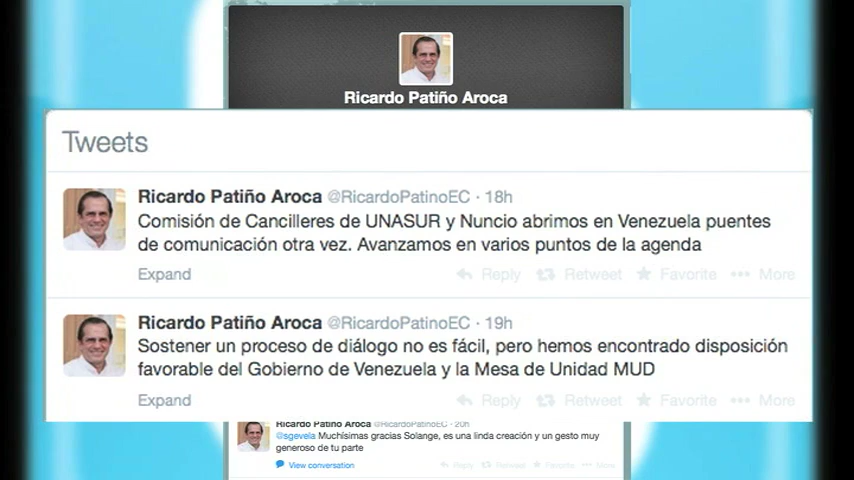 Ricardo Patiño Aroca
Tweets
Ricardo Patiño Aroca @RicardoPatinoEC · 18h
Comisión de Cancilleres de UNASUR y Nuncio abrimos en Venezuela puentes
de comunicación otra vez. Avanzamos en varios puntos de la agenda
Expand Reply Retweet Favorite More
Ricardo Patiño Aroca @RicardoPatinoEC · 19h
Sostener un proceso de diálogo no es fácil, pero hemos encontrado disposición
favorable del Gobierno de Venezuela y la Mesa de Unidad MUD
Expand Reply Retweet Favorite More
Ricardo Patiño Aroca @RicardoPatinoEC · 20h
@sgevela Muchísimas gracias Solange, es una linda creación y un gesto muy
generoso de tu parte
View conversation Reply Retweet Favorite More